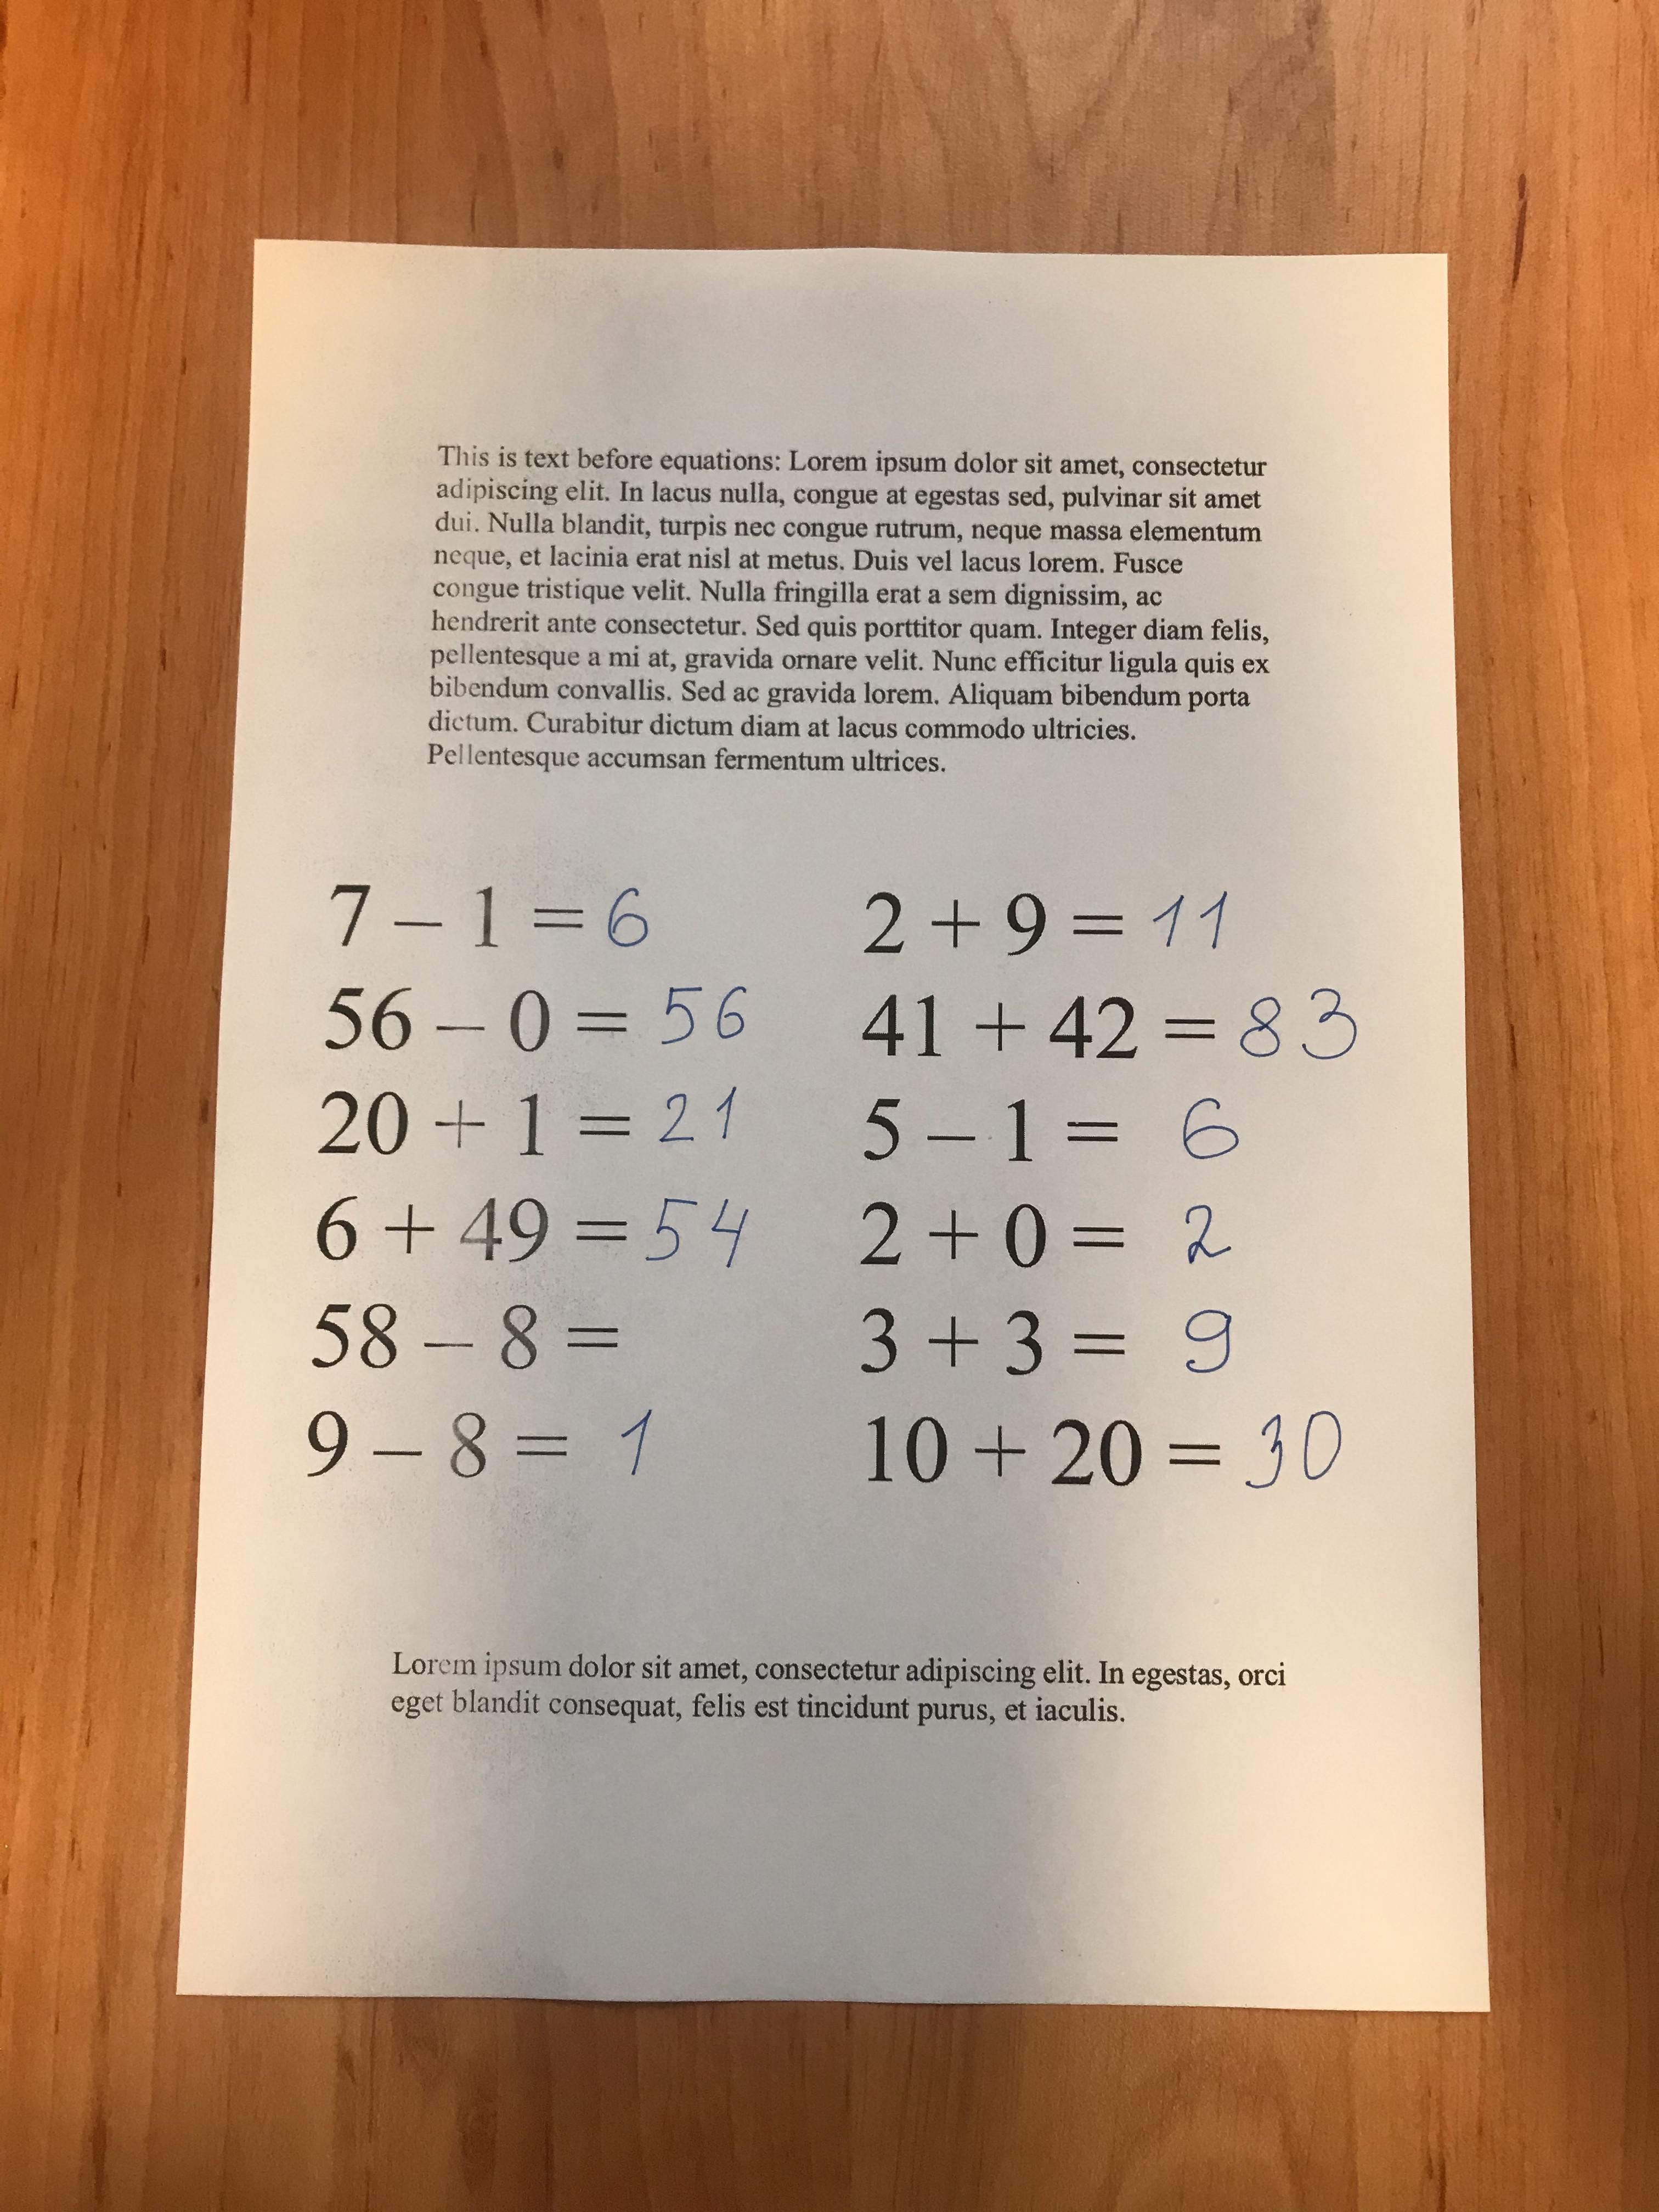 This is text before equations: Lorem ipsum dolor sit amet, consectetur
adipiscing elit. In lacus nulla, congue at egestas sed, pulvinar sit amet
dui. Nulla blandit, turpis nec congue rutrum, neque massa elementum
neque, et lacinia erat nisl at metus. Duis vel lacus lorem. Fusce
congue tristique velit. Nulla fringilla erat a sem dignissim, ac
hendrerit ante consectetur. Sed quis porttitor quam. Integer diam felis,
pellentesque a mi at, gravida ornare velit. Nunc efficitur ligula quis ex
bibendum convallis. Sed ac gravida lorem. Aliquam bibendum porta
dictum. Curabitur dictum diam at lacus commodo ultricies.
Pellentesque accumsan fermentum ultrices.
7 – 1 = 6
56 – 0 = 56
20 + 1 = 21
6 + 49 = 54
58 – 8 =
9 – 8 = 1
2 + 9 = 11
41 + 42 = 83
5 – 1 = 6
2 + 0 = 2
3 + 3 = 9
10 + 20 = 30
Lorem ipsum dolor sit amet, consectetur adipiscing elit. In egestas, orci
eget blandit consequat, felis est tincidunt purus, et iaculis.